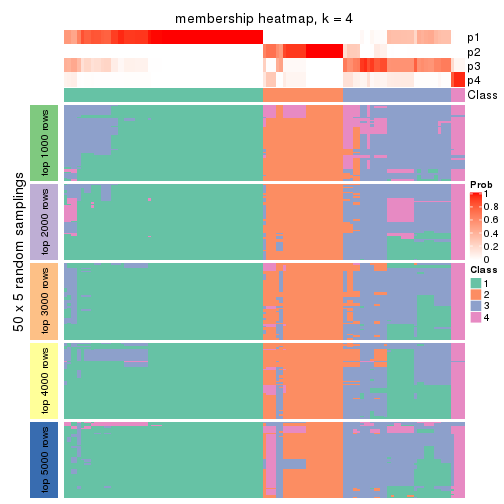 membership heatmap, k = 4
p1
p2
p3
p4
Class
50 x 5 random samplings
top 1000 rows
top 2000 rows
top 3000 rows
top 4000 rows
top 5000 rows
Prob
1
0.8
0.6
0.4
0.2
0
Class
1
2
3
4